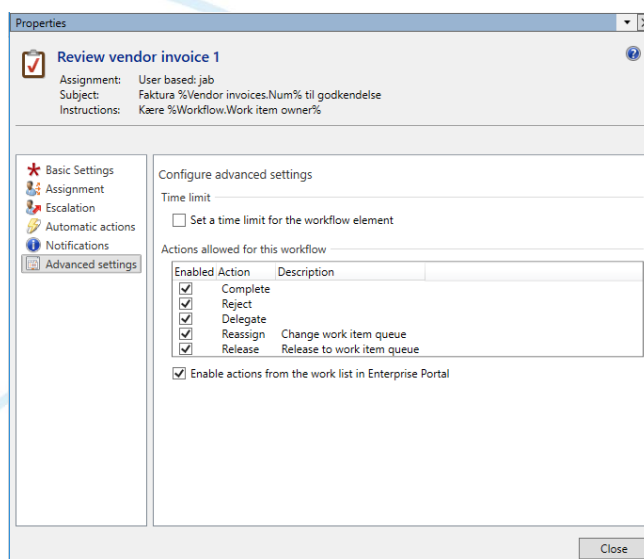 Properties
Review vendor invoice 1
Assignment: User based: jab
Subject: Faktura %Vendor invoices.Num% til godkendelse
Instructions: Kære %Workflow.Work item owner%
Basic Settings
Assignment
Escalation
Automatic actions
Notifications
Advanced settings
Configure advanced settings
Time limit
Set a time limit for the workflow element
Actions allowed for this workflow
Enabled Action Description
Complete
Reject
Delegate
Reassign Change work item queue
Release Release to work item queue
Enable actions from the work list in Enterprise Portal
Close